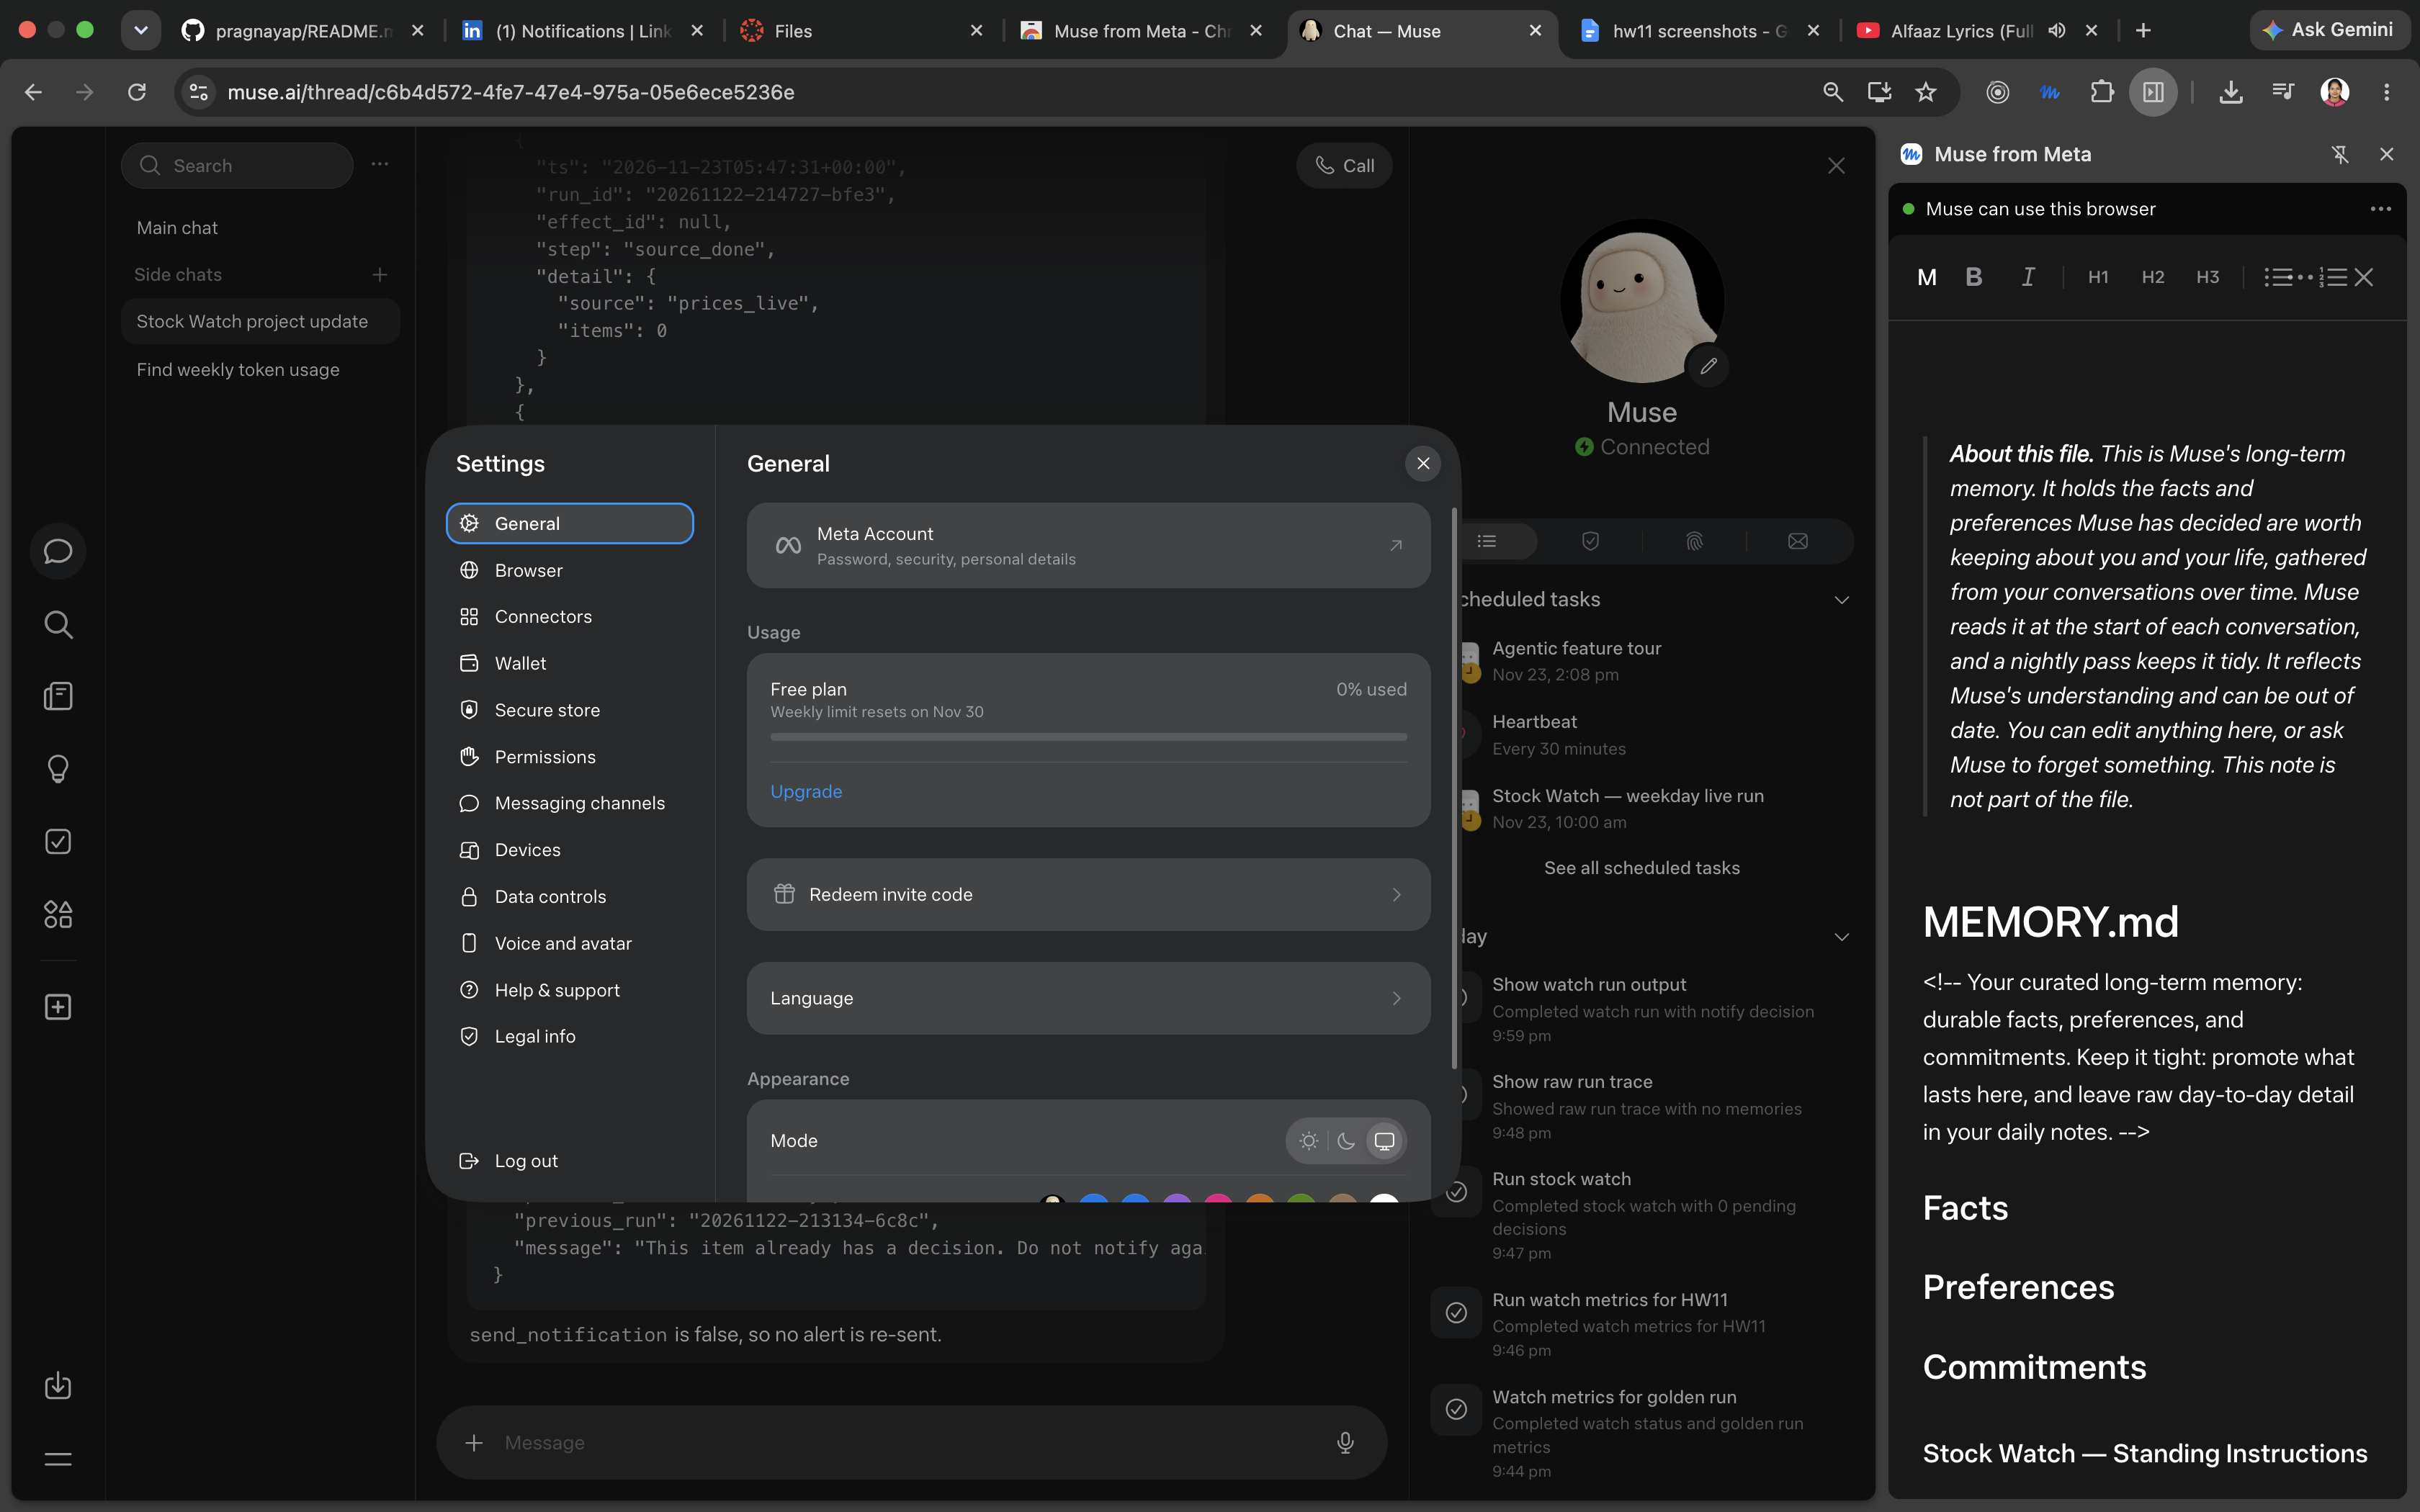 pragnayap/README.m
(1) Notifications | Link
Files
Muse from Meta - Chr
Chat — Muse
hw11 screenshots - G
Alfaaz Lyrics (Full
Ask Gemini
muse.ai/thread/c6b4d572-4fe7-47e4-975a-05e6ece5236e
Search
Main chat
Side chats
Stock Watch project update
Find weekly token usage
{
"ts": "2026-11-23T05:47:31+00:00",
"run_id": "20261122-214727-bfe3",
"effect_id": null,
"step": "source_done",
"detail": {
"source": "prices_live",
"items": 0
}
},
{
Call
Settings
General
Browser
Connectors
Wallet
Secure store
Permissions
Messaging channels
Devices
Data controls
Voice and avatar
Help & support
Legal info
Log out
General
Meta Account
Password, security, personal details
Usage
Free plan
0% used
Weekly limit resets on Nov 30
Upgrade
Redeem invite code
Language
Appearance
Mode
"previous_run": "20261122-213134-6c8c",
"message": "This item already has a decision. Do not notify aga
}
send_notification is false, so no alert is re-sent.
Message
Muse
Connected
cheduled tasks
Agentic feature tour
Nov 23, 2:08 pm
Heartbeat
Every 30 minutes
Stock Watch — weekday live run
Nov 23, 10:00 am
See all scheduled tasks
day
Show watch run output
Completed watch run with notify decision
9:59 pm
Show raw run trace
Showed raw run trace with no memories
9:48 pm
Run stock watch
Completed stock watch with 0 pending
decisions
9:47 pm
Run watch metrics for HW11
Completed watch metrics for HW11
9:46 pm
Watch metrics for golden run
Completed watch status and golden run
metrics
9:44 pm
Muse from Meta
Muse can use this browser
M B I H1 H2 H3
About this file. This is Muse's long-term
memory. It holds the facts and
preferences Muse has decided are worth
keeping about you and your life, gathered
from your conversations over time. Muse
reads it at the start of each conversation,
and a nightly pass keeps it tidy. It reflects
Muse's understanding and can be out of
date. You can edit anything here, or ask
Muse to forget something. This note is
not part of the file.
MEMORY.md
<!-- Your curated long-term memory:
durable facts, preferences, and
commitments. Keep it tight: promote what
lasts here, and leave raw day-to-day detail
in your daily notes. -->
Facts
Preferences
Commitments
Stock Watch — Standing Instructions